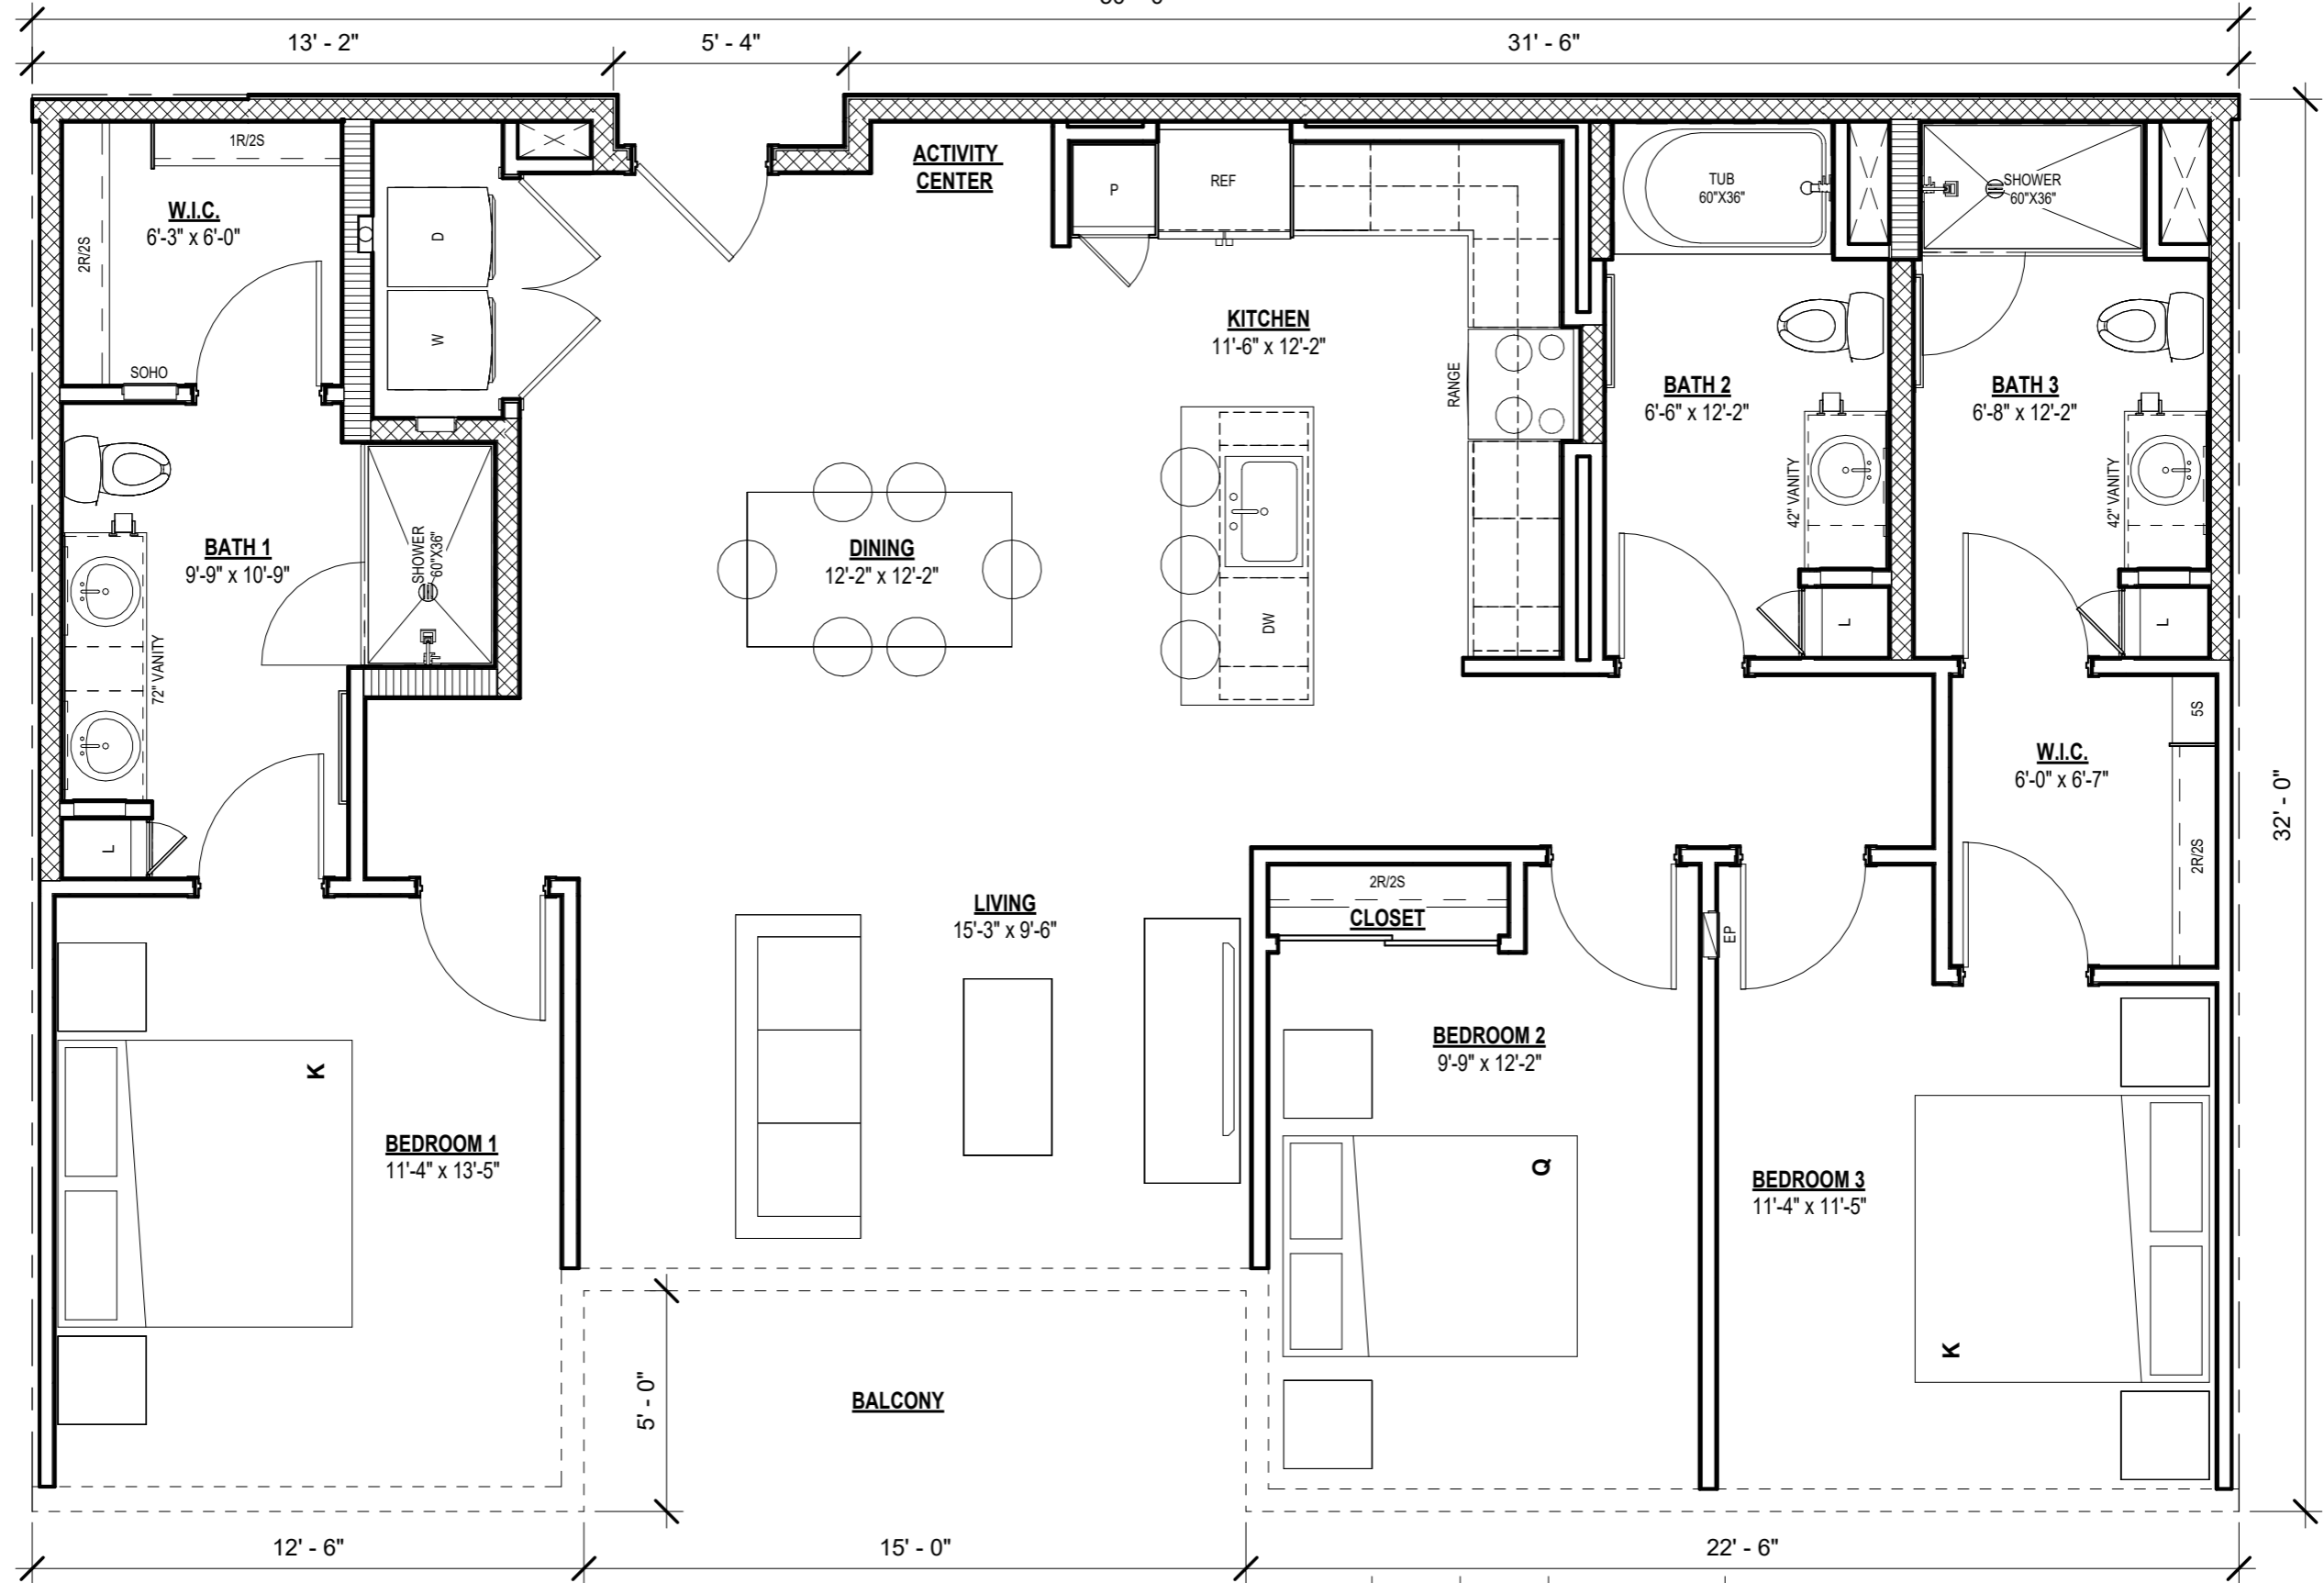 13' - 2"
5' - 4"
31' - 6"
1R/2S
W.I.C.
6'-3" x 6'-0"
2R/2S
SOHO
D
W
ACTIVITY
CENTER
P
REF
KITCHEN
11'-6" x 12'-2"
RANGE
TUB
60"X36"
SHOWER
60"X36"
BATH 2
6'-6" x 12'-2"
BATH 3
6'-8" x 12'-2"
42" VANITY
42" VANITY
BATH 1
9'-9" x 10'-9"
SHOWER
60"X36"
72" VANITY
DINING
12'-2" x 12'-2"
DW
L
L
L
5S
W.I.C.
6'-0" x 6'-7"
2R/2S
32' - 0"
LIVING
15'-3" x 9'-6"
2R/2S
CLOSET
EP
BEDROOM 2
9'-9" x 12'-2"
K
BEDROOM 1
11'-4" x 13'-5"
Q
BEDROOM 3
11'-4" x 11'-5"
K
5' - 0"
BALCONY
12' - 6"
15' - 0"
22' - 6"